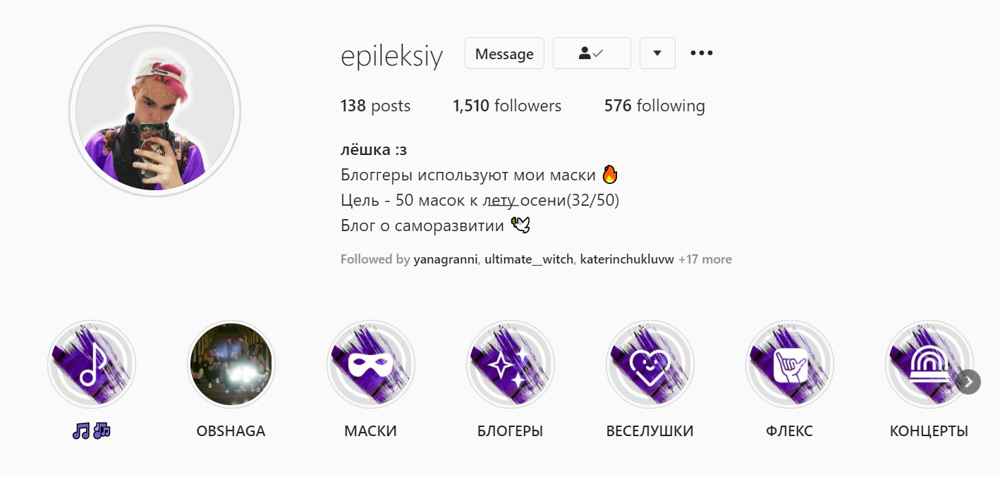 epileksiy Message
138 posts 1,510 followers 576 following
лёшка :з
Блоггеры используют мои маски 🔥
Цель - 50 масок к лету осени(32/50)
Блог о саморазвитии 🕊
Followed by yanagranni, ultimate__witch, katerinchukluvw +17 more
🎵 🎶 OBSHAGA МАСКИ БЛОГЕРЫ ВЕСЕЛУШКИ ФЛЕКС КОНЦЕРТЫ